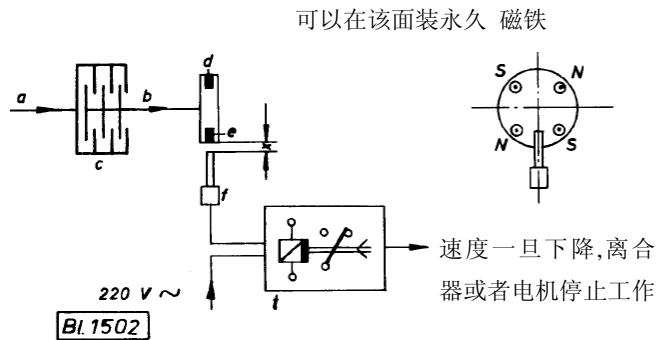 可以在该面装永久 磁铁
d
S
N
a
b
e
x
c
N
S
f
速度一旦下降,离合
器或者电机停止工作
220 V ~
t
Bl.1502